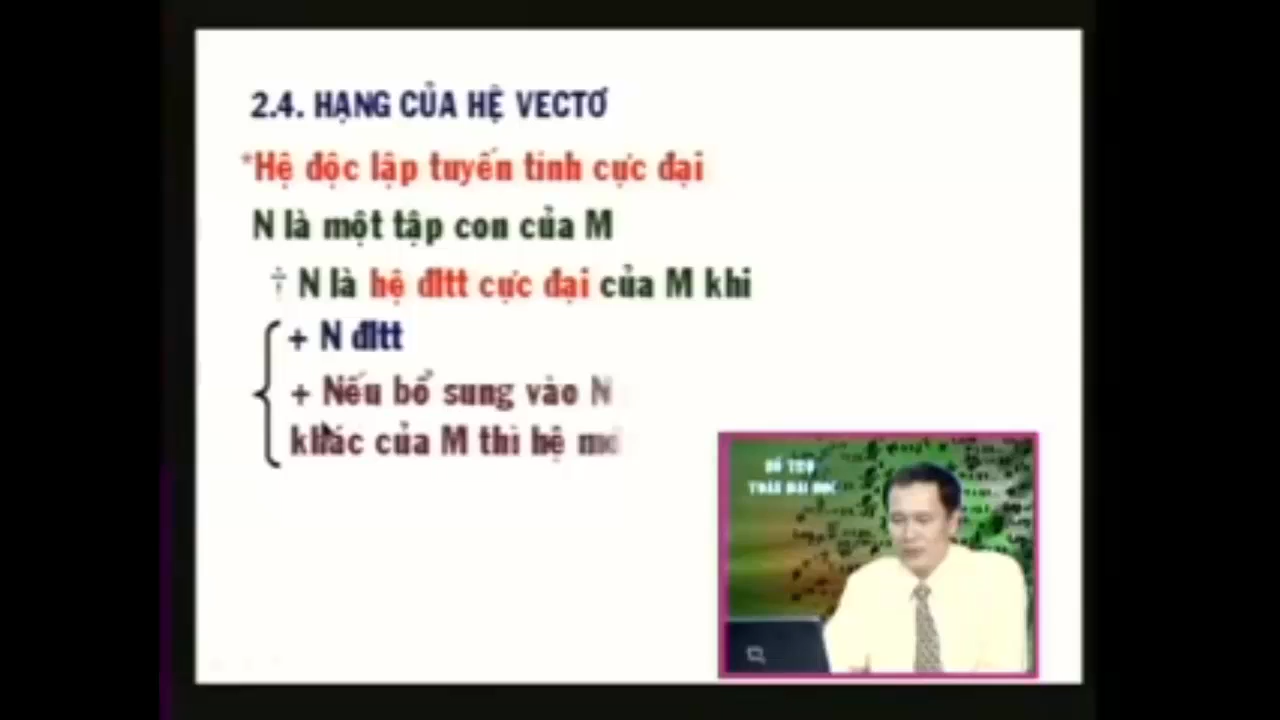 2.4. HẠNG CỦA HỆ VECTƠ
*Hệ độc lập tuyến tính cực đại
N là một tập con của M
† N là hệ đltt cực đại của M khi
+ N đltt
+ Nếu bổ sung vào N
khác của M thì hệ mớ